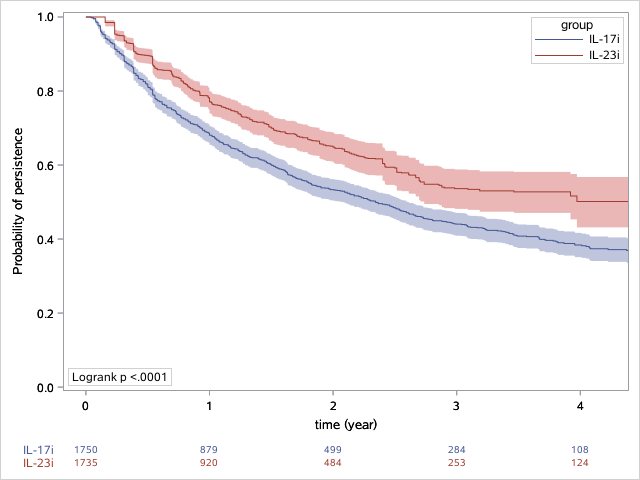 group
IL-17i
IL-23i
1.0
0.8
0.6
0.4
0.2
0.0
Probability of persistence
Logrank p <.0001
0 1 2 3 4
time (year)
IL-17i 1750 879 499 284 108
IL-23i 1735 920 484 253 124